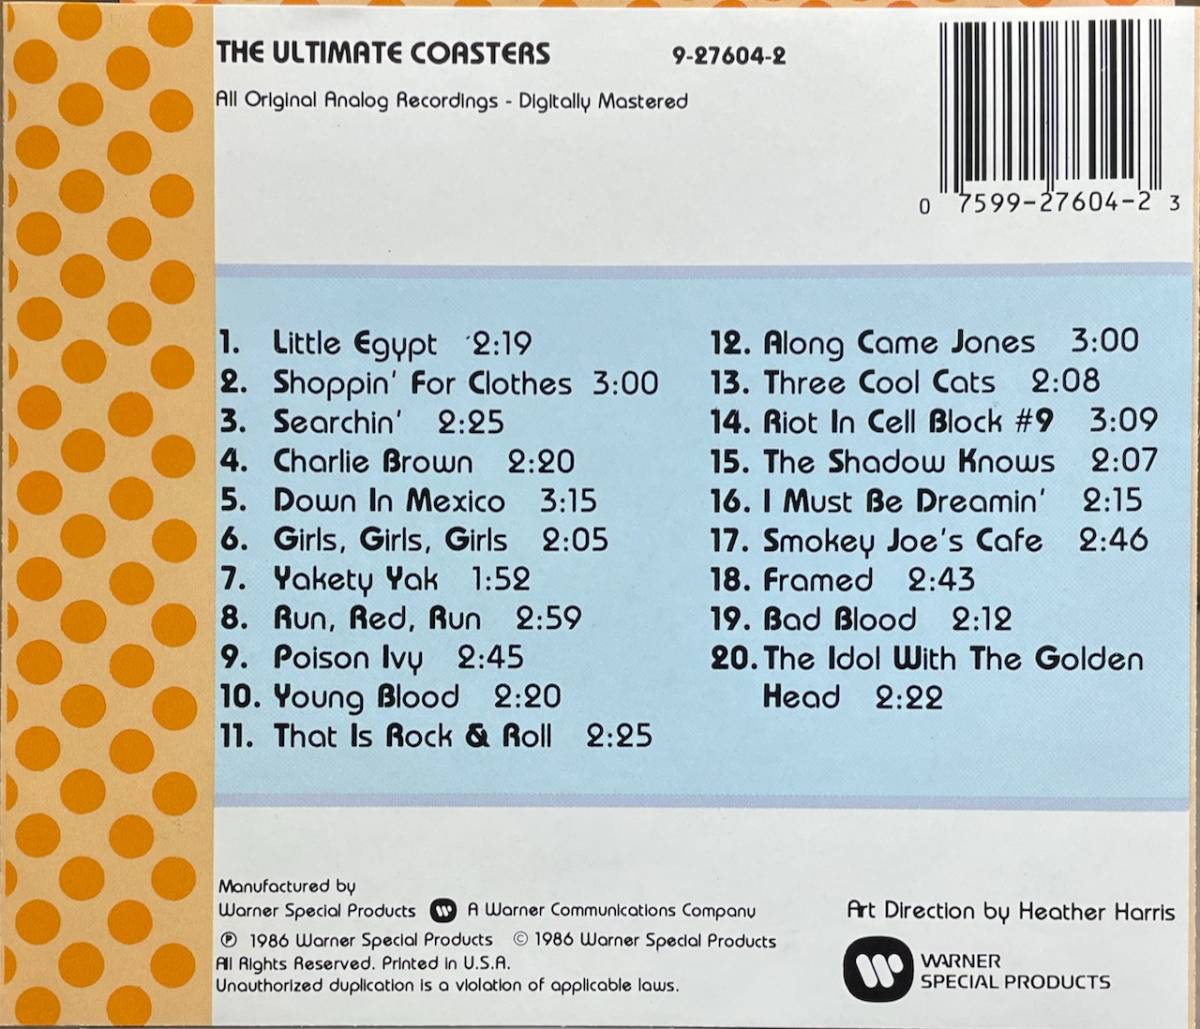 THE ULTIMATE COASTERS 9-27604-2
All Original Analog Recordings - Digitally Mastered
0 7599-27604-2 3
1. Little Egypt 2:19
2. Shoppin' For Clothes 3:00
3. Searchin' 2:25
4. Charlie Brown 2:20
5. Down In Mexico 3:15
6. Girls, Girls, Girls 2:05
7. Yakety Yak 1:52
8. Run, Red, Run 2:59
9. Poison Ivy 2:45
10. Young Blood 2:20
11. That Is Rock & Roll 2:25
12. Along Came Jones 3:00
13. Three Cool Cats 2:08
14. Riot In Cell Block #9 3:09
15. The Shadow Knows 2:07
16. I Must Be Dreamin' 2:15
17. Smokey Joe's Cafe 2:46
18. Framed 2:43
19. Bad Blood 2:12
20. The Idol With The Golden
Head 2:22
Manufactured by
Warner Special Products W A Warner Communications Company
℗ 1986 Warner Special Products © 1986 Warner Special Products
All Rights Reserved. Printed in U.S.A.
Unauthorized duplication is a violation of applicable laws.
Art Direction by Heather Harris
W WARNER
SPECIAL PRODUCTS